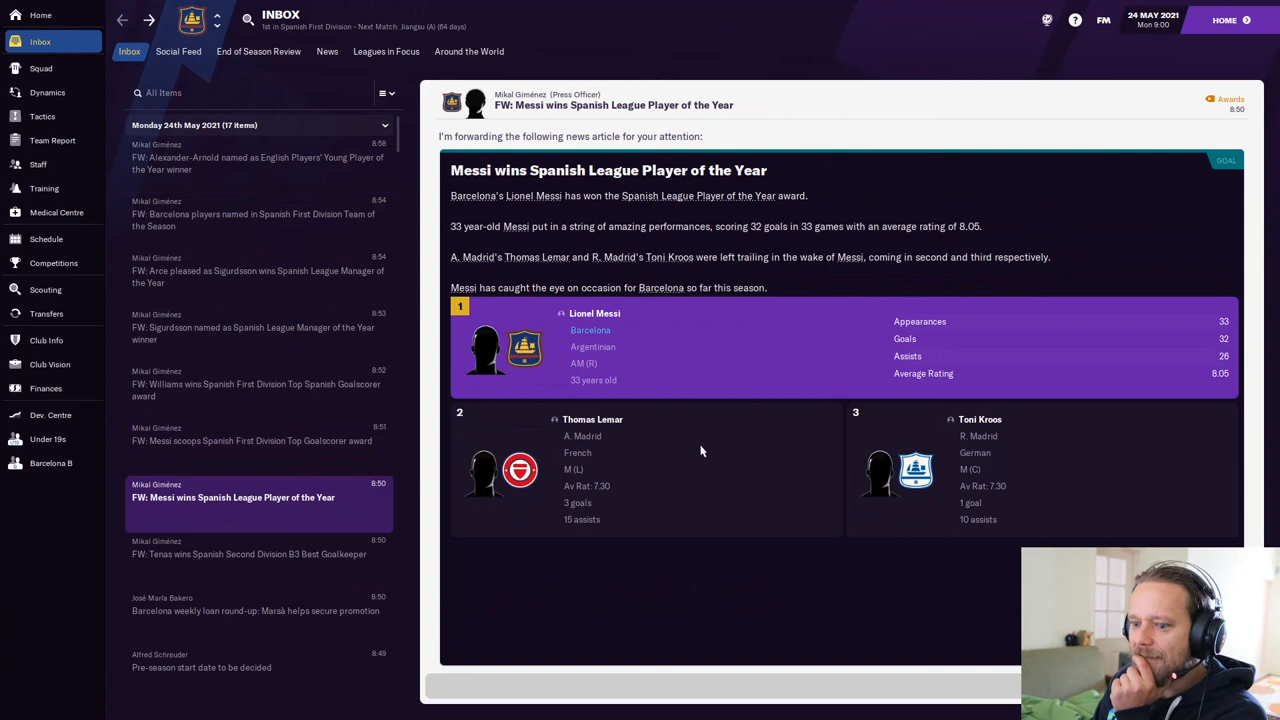 Home
Inbox
Squad
Dynamics
Tactics
Team Report
Staff
Training
Medical Centre
Schedule
Competitions
Scouting
Transfers
Club Info
Club Vision
Finances
Dev. Centre
Under 19s
Barcelona B
INBOX
1st in Spanish First Division - Next Match: Jiangsu (A) (64 days)
FM
24 MAY 2021
Mon 9:00
HOME
Inbox
Social Feed
End of Season Review
News
Leagues in Focus
Around the World
All Items
Monday 24th May 2021 (17 items)
Mikal Giménez 8:58
FW: Alexander-Arnold named as English Players' Young Player of
the Year winner
Mikal Giménez 8:54
FW: Barcelona players named in Spanish First Division Team of
the Season
Mikal Giménez 8:54
FW: Arce pleased as Sigurdsson wins Spanish League Manager of
the Year
Mikal Giménez 8:53
FW: Sigurdsson named as Spanish League Manager of the Year
winner
Mikal Giménez 8:52
FW: Williams wins Spanish First Division Top Spanish Goalscorer
award
Mikal Giménez 8:51
FW: Messi scoops Spanish First Division Top Goalscorer award
Mikal Giménez 8:50
FW: Messi wins Spanish League Player of the Year
Mikal Giménez 8:50
FW: Tenas wins Spanish Second Division B3 Best Goalkeeper
José María Bakero 8:50
Barcelona weekly loan round-up: Marsà helps secure promotion
Alfred Schreuder 8:49
Pre-season start date to be decided
Mikal Giménez (Press Officer)
FW: Messi wins Spanish League Player of the Year
Awards
8:50
I'm forwarding the following news article for your attention:
GOAL
Messi wins Spanish League Player of the Year
Barcelona's Lionel Messi has won the Spanish League Player of the Year award.
33 year-old Messi put in a string of amazing performances, scoring 32 goals in 33 games with an average rating of 8.05.
A. Madrid's Thomas Lemar and R. Madrid's Toni Kroos were left trailing in the wake of Messi, coming in second and third respectively.
Messi has caught the eye on occasion for Barcelona so far this season.
1
Lionel Messi
Barcelona
Argentinian
AM (R)
33 years old
Appearances 33
Goals 32
Assists 26
Average Rating 8.05
2
Thomas Lemar
A. Madrid
French
M (L)
Av Rat: 7.30
3 goals
15 assists
3
Toni Kroos
R. Madrid
German
M (C)
Av Rat: 7.30
1 goal
10 assists